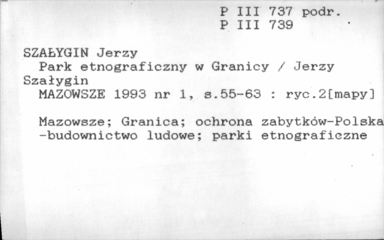 P III 737 podr.
P III 739
SZAŁYGIN Jerzy
Park etnograficzny w Granicy / Jerzy
Szałygin
MAZOWSZE 1993 nr 1, s.55-63 : ryc.2[mapy]
Mazowsze; Granica; ochrona zabytków-Polska
-budownictwo ludowe; parki etnograficzne